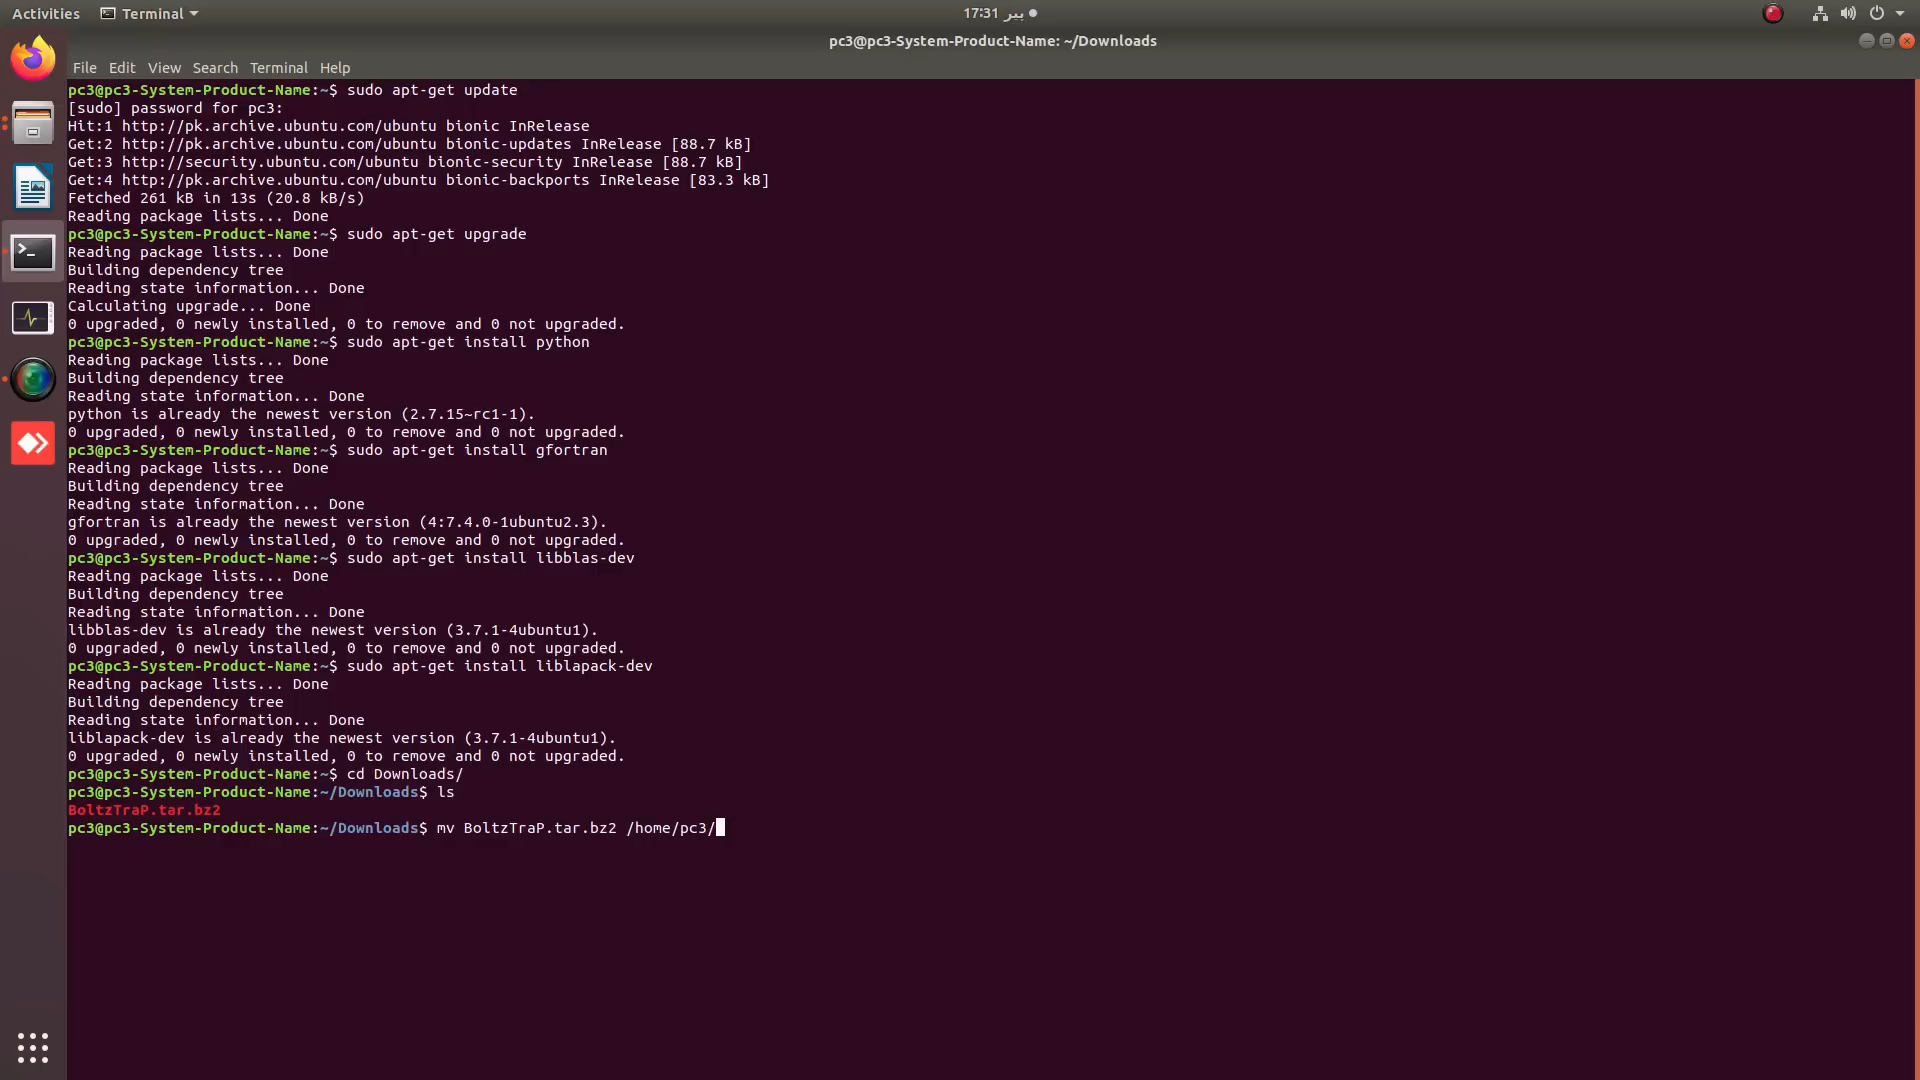 Activities
Terminal
پیر 17:31
pc3@pc3-System-Product-Name: ~/Downloads
File Edit View Search Terminal Help
pc3@pc3-System-Product-Name:~$ sudo apt-get update
[sudo] password for pc3:
Hit:1 http://pk.archive.ubuntu.com/ubuntu bionic InRelease
Get:2 http://pk.archive.ubuntu.com/ubuntu bionic-updates InRelease [88.7 kB]
Get:3 http://security.ubuntu.com/ubuntu bionic-security InRelease [88.7 kB]
Get:4 http://pk.archive.ubuntu.com/ubuntu bionic-backports InRelease [83.3 kB]
Fetched 261 kB in 13s (20.8 kB/s)
Reading package lists... Done
pc3@pc3-System-Product-Name:~$ sudo apt-get upgrade
Reading package lists... Done
Building dependency tree
Reading state information... Done
Calculating upgrade... Done
0 upgraded, 0 newly installed, 0 to remove and 0 not upgraded.
pc3@pc3-System-Product-Name:~$ sudo apt-get install python
Reading package lists... Done
Building dependency tree
Reading state information... Done
python is already the newest version (2.7.15~rc1-1).
0 upgraded, 0 newly installed, 0 to remove and 0 not upgraded.
pc3@pc3-System-Product-Name:~$ sudo apt-get install gfortran
Reading package lists... Done
Building dependency tree
Reading state information... Done
gfortran is already the newest version (4:7.4.0-1ubuntu2.3).
0 upgraded, 0 newly installed, 0 to remove and 0 not upgraded.
pc3@pc3-System-Product-Name:~$ sudo apt-get install libblas-dev
Reading package lists... Done
Building dependency tree
Reading state information... Done
libblas-dev is already the newest version (3.7.1-4ubuntu1).
0 upgraded, 0 newly installed, 0 to remove and 0 not upgraded.
pc3@pc3-System-Product-Name:~$ sudo apt-get install liblapack-dev
Reading package lists... Done
Building dependency tree
Reading state information... Done
liblapack-dev is already the newest version (3.7.1-4ubuntu1).
0 upgraded, 0 newly installed, 0 to remove and 0 not upgraded.
pc3@pc3-System-Product-Name:~$ cd Downloads/
pc3@pc3-System-Product-Name:~/Downloads$ ls
BoltzTraP.tar.bz2
pc3@pc3-System-Product-Name:~/Downloads$ mv BoltzTraP.tar.bz2 /home/pc3/